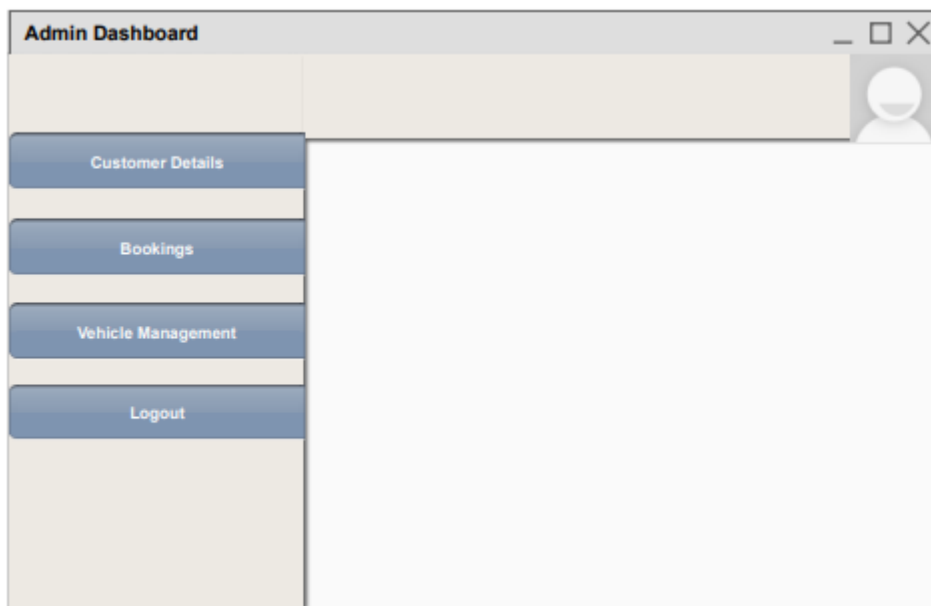 Admin Dashboard
Customer Details
Bookings
Vehicle Management
Logout